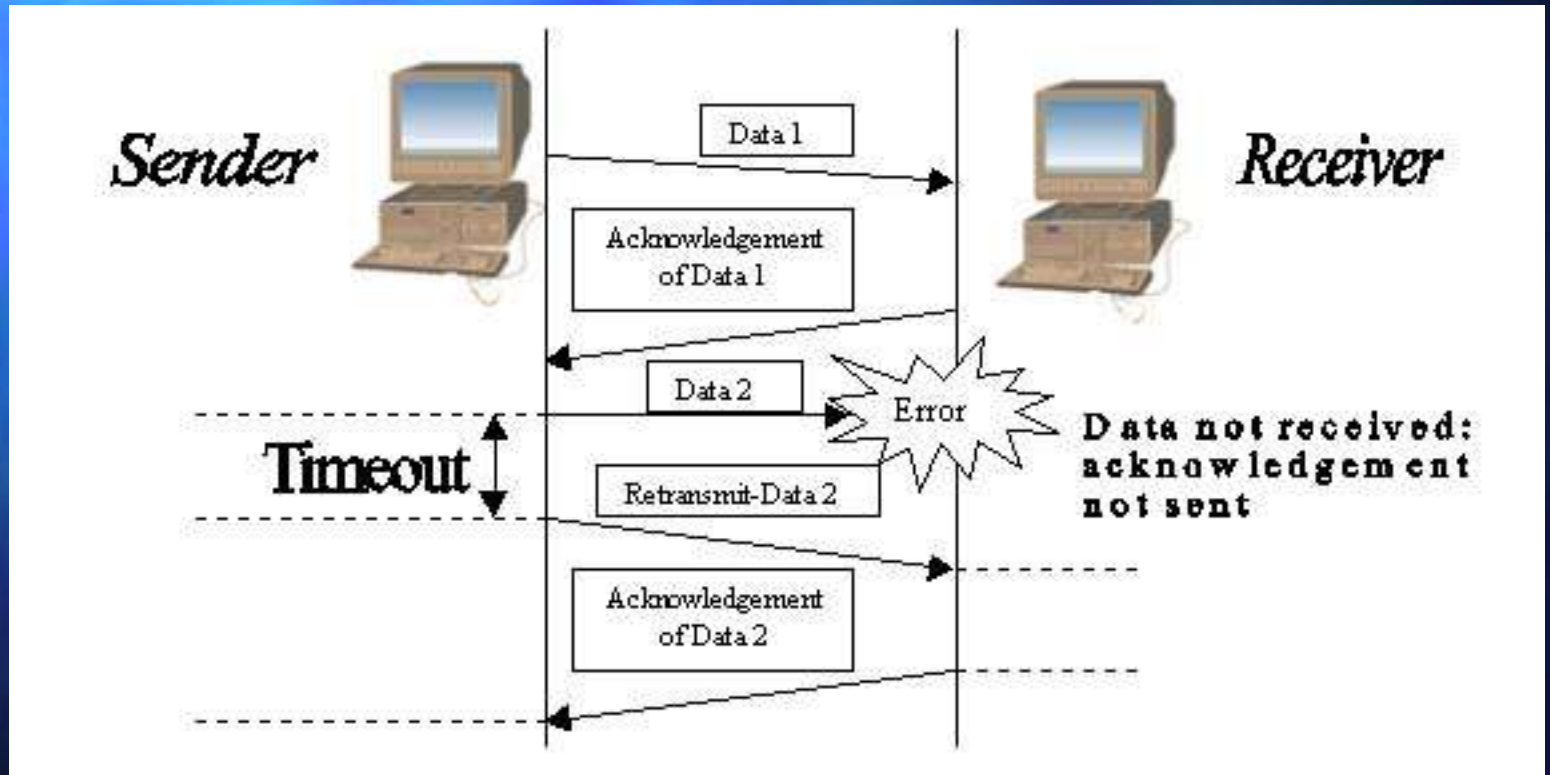 Sender
Data 1
Receiver
Acknowledgement
of Data 1
Data 2
Error
Data not received:
acknowledgement
not sent
Timeout
Retransmit-Data 2
Acknowledgement
of Data 2